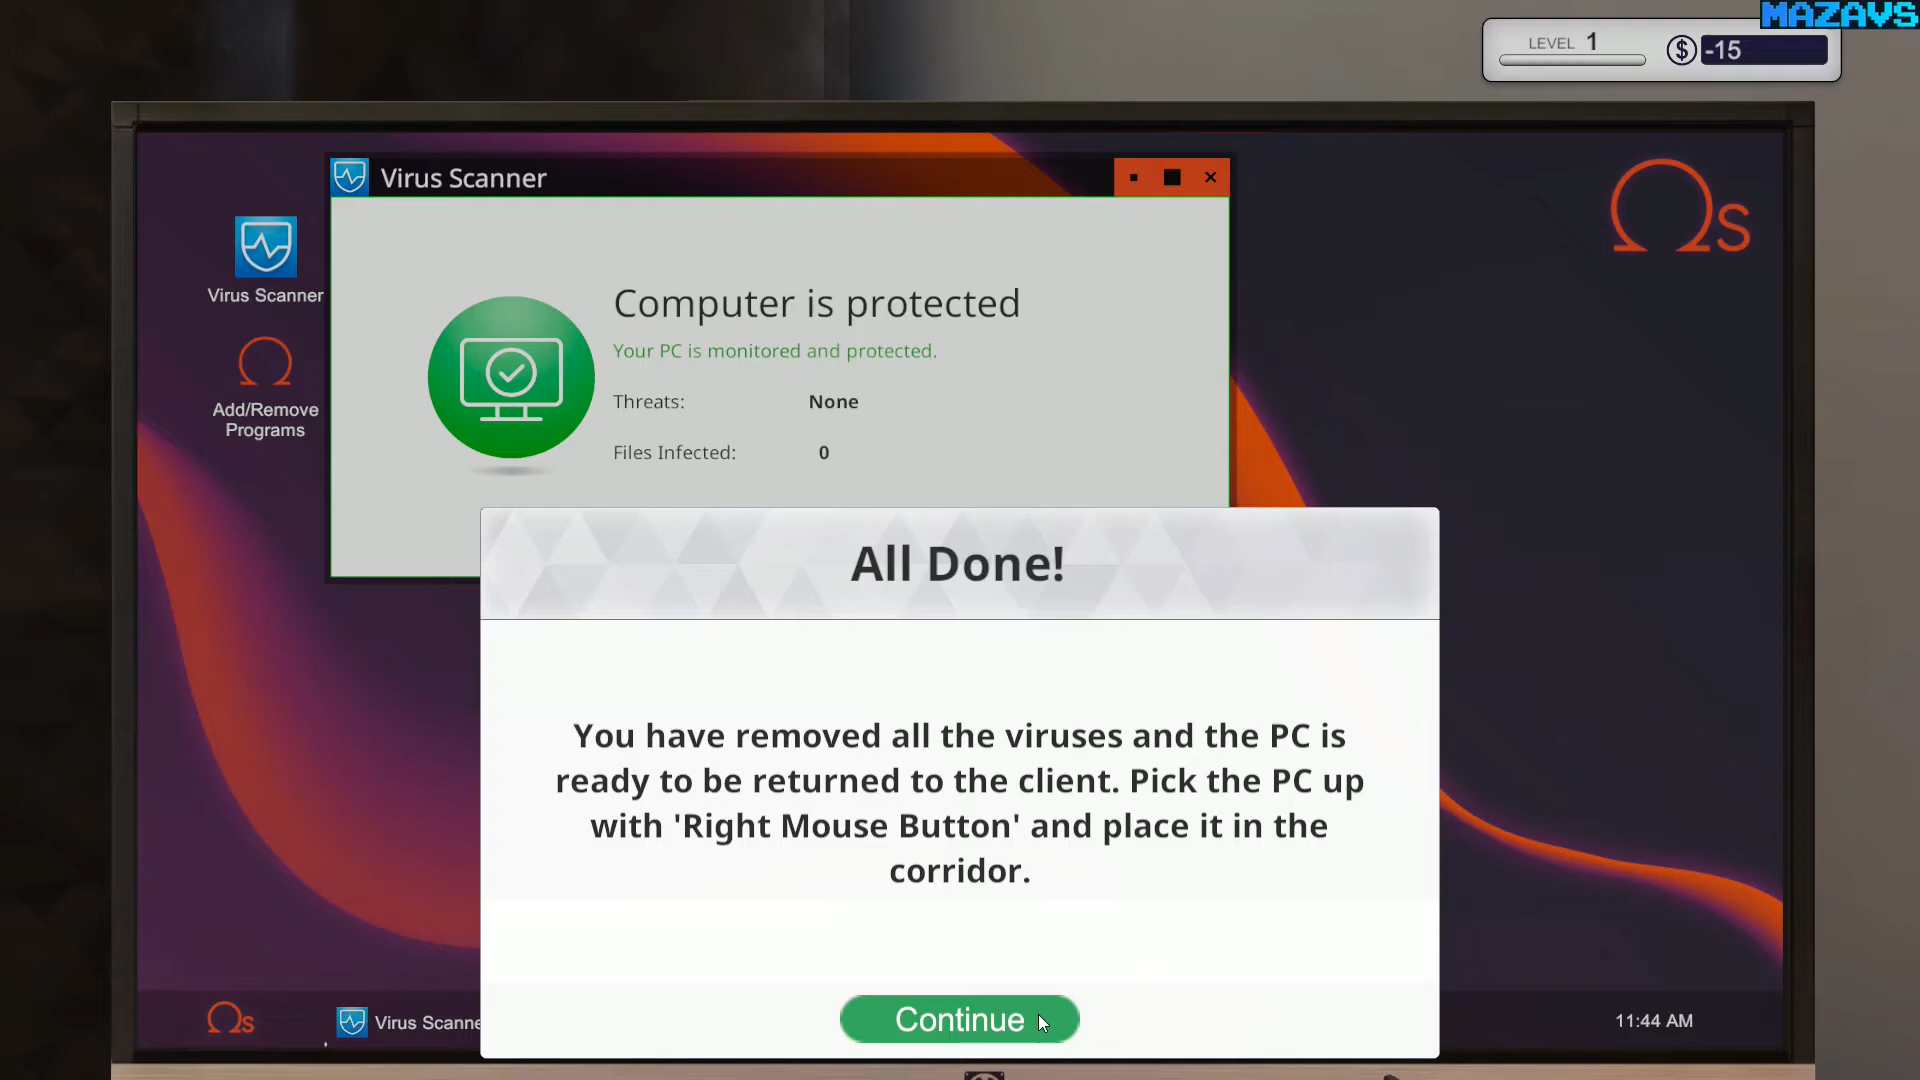 MAZAVS
LEVEL 1
$ -15
Virus Scanner
Ωs
Virus Scanner
Computer is protected
Your PC is monitored and protected.
Threats: None
Files Infected: 0
Add/Remove
Programs
All Done!
You have removed all the viruses and the PC is
ready to be returned to the client. Pick the PC up
with 'Right Mouse Button' and place it in the
corridor.
Continue
Ωs
Virus Scanne
11:44 AM